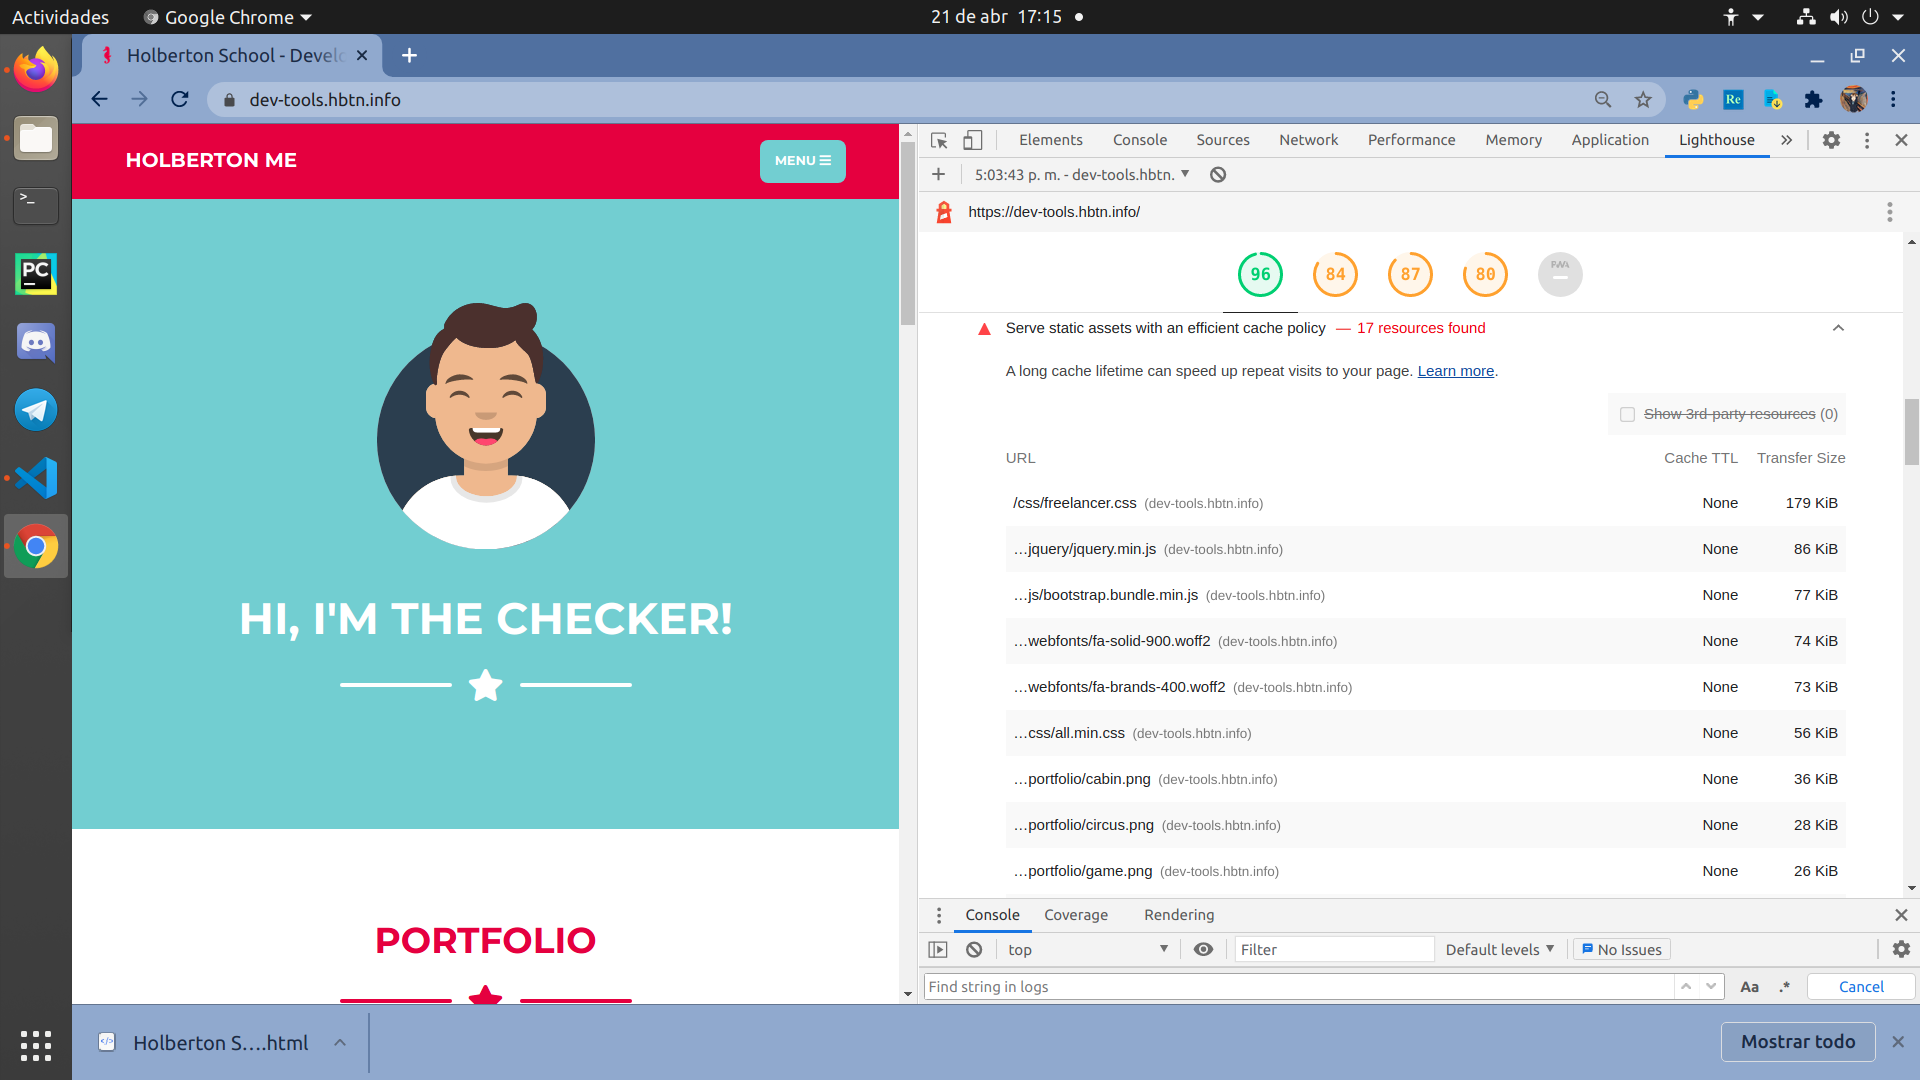 Actividades
Google Chrome
21 de abr 17:15
Holberton School - Develo
dev-tools.hbtn.info
Re
HOLBERTON ME
MENU
HI, I'M THE CHECKER!
PORTFOLIO
>_
PC
Elements Console Sources Network Performance Memory Application Lighthouse
5:03:43 p. m. - dev-tools.hbtn.
https://dev-tools.hbtn.info/
96 84 87 80 PWA
Serve static assets with an efficient cache policy — 17 resources found
A long cache lifetime can speed up repeat visits to your page. Learn more.
Show 3rd-party resources (0)
URL Cache TTL Transfer Size
/css/freelancer.css (dev-tools.hbtn.info) None 179 KiB
…jquery/jquery.min.js (dev-tools.hbtn.info) None 86 KiB
…js/bootstrap.bundle.min.js (dev-tools.hbtn.info) None 77 KiB
…webfonts/fa-solid-900.woff2 (dev-tools.hbtn.info) None 74 KiB
…webfonts/fa-brands-400.woff2 (dev-tools.hbtn.info) None 73 KiB
…css/all.min.css (dev-tools.hbtn.info) None 56 KiB
…portfolio/cabin.png (dev-tools.hbtn.info) None 36 KiB
…portfolio/circus.png (dev-tools.hbtn.info) None 28 KiB
…portfolio/game.png (dev-tools.hbtn.info) None 26 KiB
Console Coverage Rendering
top Filter Default levels No Issues
Find string in logs Aa .* Cancel
Holberton S....html
Mostrar todo